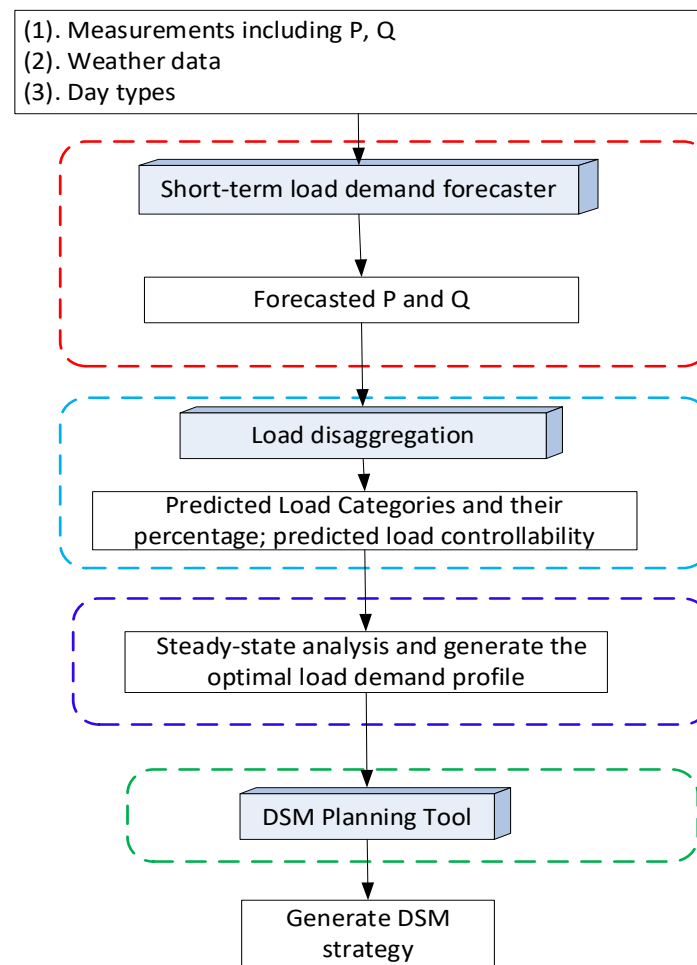 (1). Measurements including P, Q
(2). Weather data
(3). Day types
Short-term load demand forecaster
Forecasted P and Q
Load disaggregation
Predicted Load Categories and their
percentage; predicted load controllability
Steady-state analysis and generate the
optimal load demand profile
DSM Planning Tool
Generate DSM
strategy